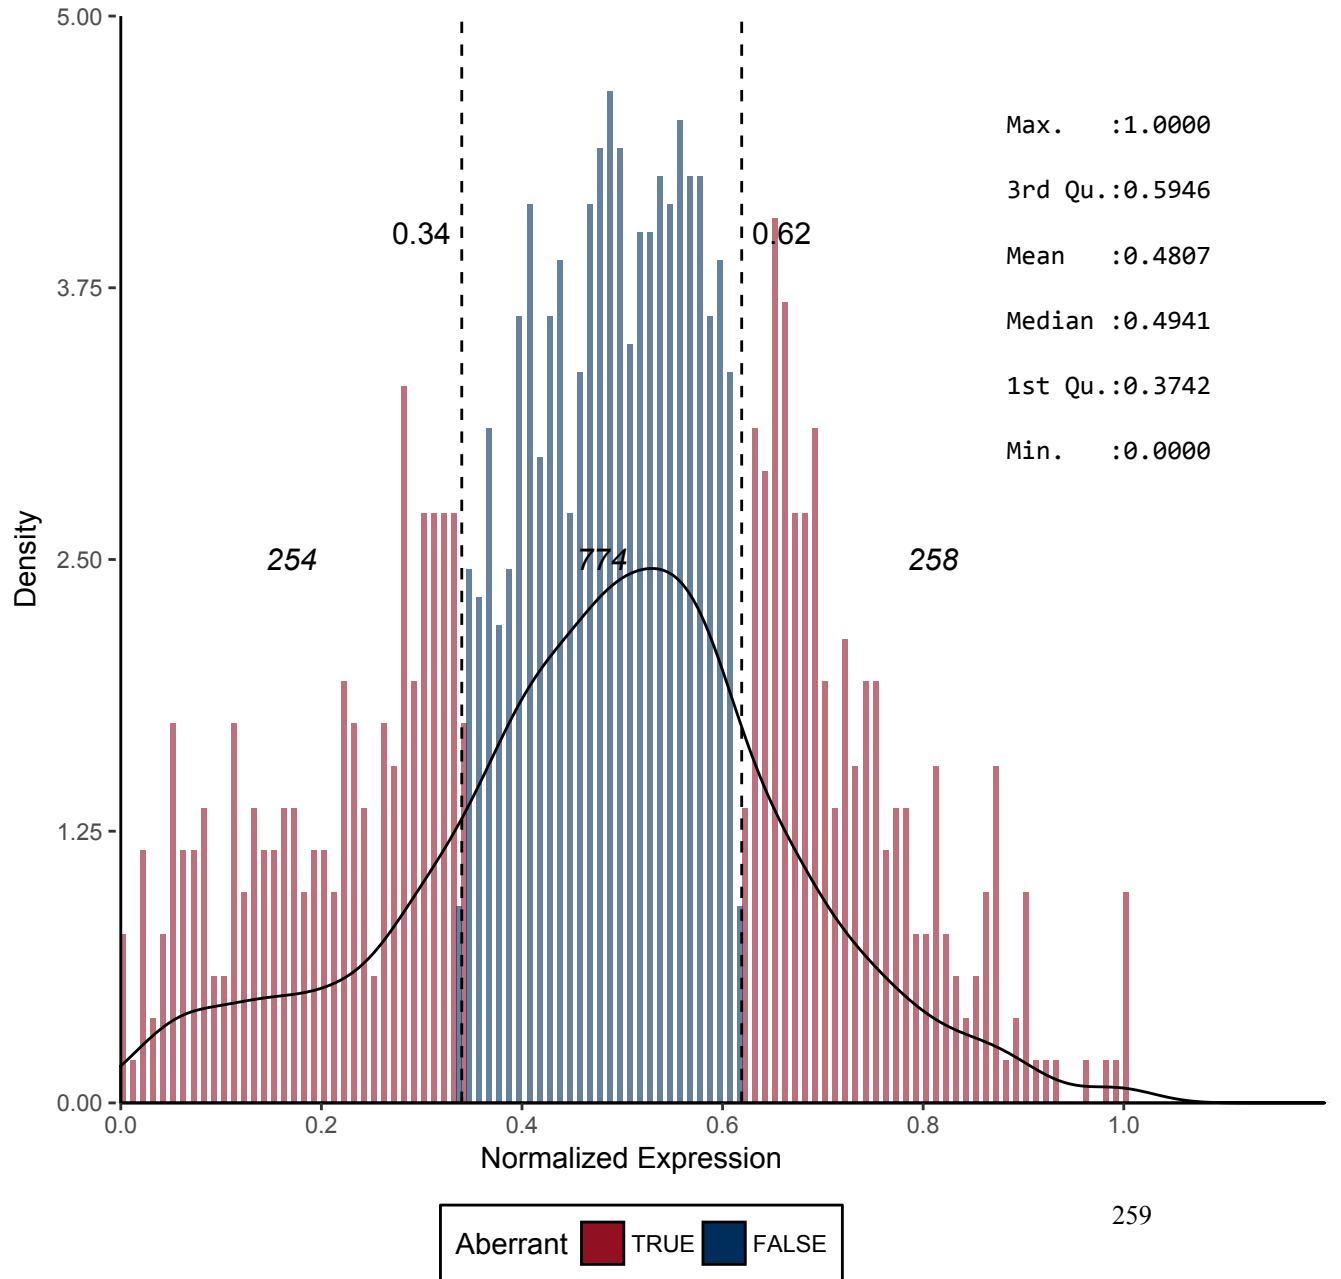 5.00
3.75
2.50
1.25
0.00
Density
0.34
0.62
254
774
258
Max.   :1.0000
3rd Qu.:0.5946
Mean   :0.4807
Median :0.4941
1st Qu.:0.3742
Min.   :0.0000
0.0 0.2 0.4 0.6 0.8 1.0
Normalized Expression
Aberrant TRUE FALSE
259